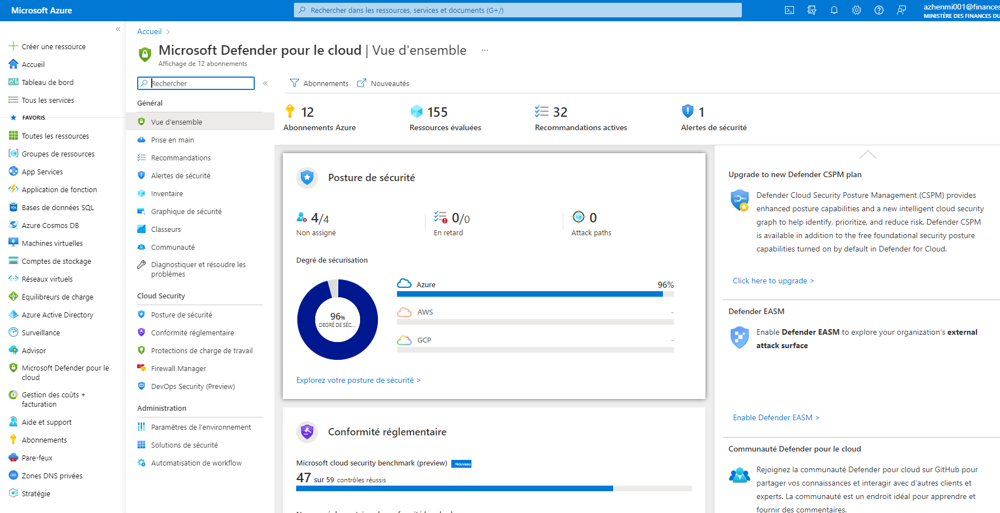 Microsoft Azure
Rechercher dans les ressources, services et documents (G+/)
azhenmi001@finances
MINISTÈRE DES FINANCES DU
Créer une ressource
Accueil
Tableau de bord
Tous les services
FAVORIS
Toutes les ressources
Groupes de ressources
App Services
Application de fonction
Bases de données SQL
Azure Cosmos DB
Machines virtuelles
Comptes de stockage
Réseaux virtuels
Équilibreurs de charge
Azure Active Directory
Surveillance
Advisor
Microsoft Defender pour le
cloud
Gestion des coûts +
facturation
Aide et support
Abonnements
Pare-feux
Zones DNS privées
Stratégie
Accueil
Microsoft Defender pour le cloud | Vue d'ensemble ...
Affichage de 12 abonnements
Rechercher
Général
Vue d'ensemble
Prise en main
Recommandations
Alertes de sécurité
Inventaire
Graphique de sécurité
Classeurs
Communauté
Diagnostiquer et résoudre les
problèmes
Cloud Security
Posture de sécurité
Conformité réglementaire
Protections de charge de travail
Firewall Manager
DevOps Security (Preview)
Administration
Paramètres de l'environnement
Solutions de sécurité
Automatisation de workflow
Abonnements
Nouveautés
12
Abonnements Azure
155
Ressources évaluées
32
Recommandations actives
1
Alertes de sécurité
Posture de sécurité
4/4
Non assigné
0/0
En retard
0
Attack paths
Degré de sécurisation
96%
DEGRÉ DE SÉC...
Azure 96%
AWS -
GCP -
Explorez votre posture de sécurité >
Conformité réglementaire
Microsoft cloud security benchmark (preview) Nouveau
47 sur 59 contrôles réussis
Upgrade to new Defender CSPM plan
Defender Cloud Security Posture Management (CSPM) provides
enhanced posture capabilities and a new intelligent cloud security
graph to help identify, prioritize, and reduce risk. Defender CSPM
is available in addition to the free foundational security posture
capabilities turned on by default in Defender for Cloud.
Click here to upgrade >
Defender EASM
Enable Defender EASM to explore your organization's external
attack surface
Enable Defender EASM >
Communauté Defender pour le cloud
Rejoignez la communauté Defender pour cloud sur GitHub pour
partager vos connaissances et interagir avec d'autres clients et
experts. La communauté est un endroit idéal pour apprendre et
fournir des commentaires.